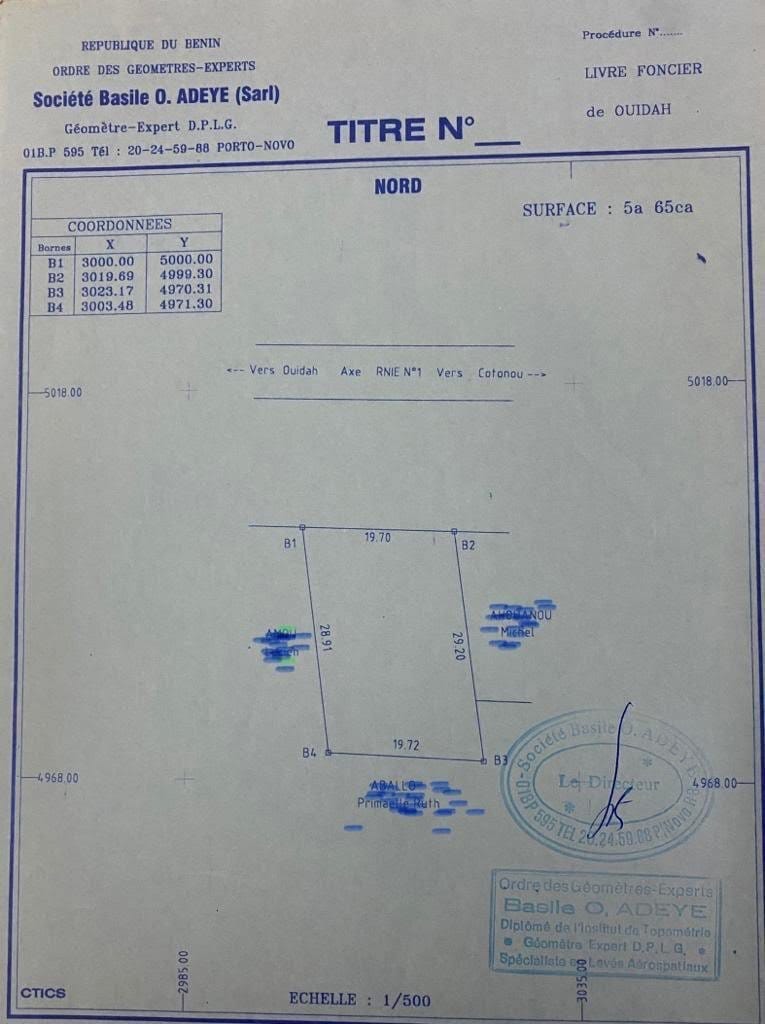 REPUBLIQUE DU BENIN
ORDRE DES GEOMETRES-EXPERTS
Société Basile O. ADEYE (Sarl)
Géomètre-Expert D.P.L.G.
01B.P 595 Tél : 20-24-59-88 PORTO-NOVO
Procédure N°.......
LIVRE FONCIER
de OUIDAH
TITRE N°__
NORD
SURFACE : 5a 65ca
COORDONNEES
Bornes X Y
B1 3000.00 5000.00
B2 3019.69 4999.30
B3 3023.17 4970.31
B4 3003.48 4971.30
<-- Vers Ouidah Axe RNIE N°1 Vers Cotonou -->
5018.00 5018.00
B1 19.70 B2
28.91 29.20
Michel
B4 19.72 B3
ABALLO
Primaelle Ruth
4968.00 4968.00
Société Basile O. ADEYE
Le Directeur
01BP 595 TEL 20.24.59.88 P/Novo
Ordre des Géomètres-Experts
Basile O. ADEYE
Diplômé de l'Institut de Topométrie
Géomètre Expert D.P.L.G.
Spécialiste en Levés Aérospatiaux
2985.00 3035.00
CTICS
ECHELLE : 1/500